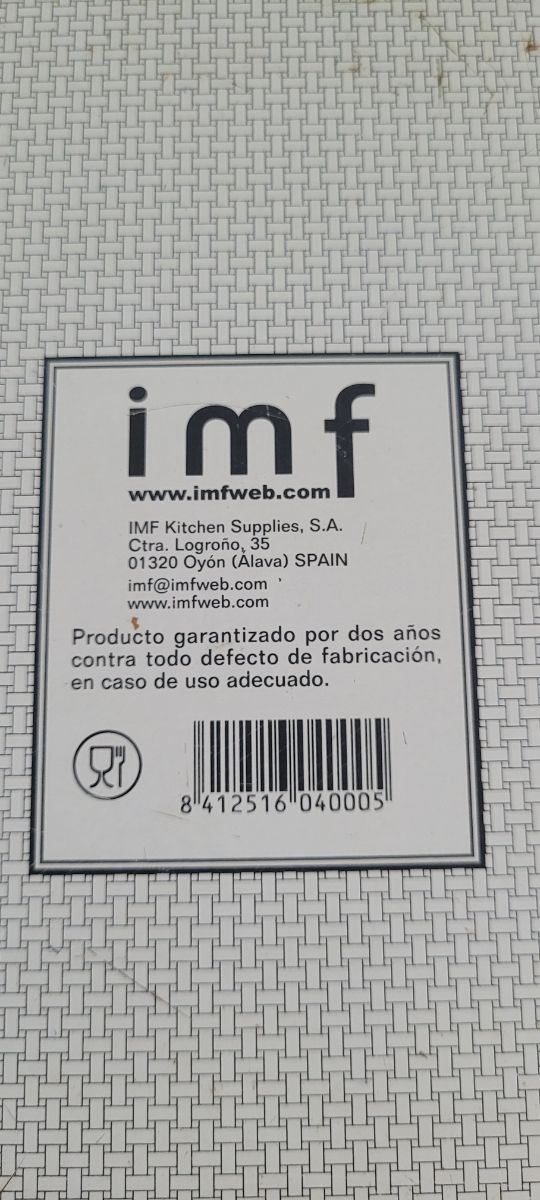 imf
www.imfweb.com
IMF Kitchen Supplies, S.A.
Ctra. Logroño, 35
01320 Oyón (Álava) SPAIN
imf@imfweb.com
www.imfweb.com
Producto garantizado por dos años
contra todo defecto de fabricación,
en caso de uso adecuado.
8 412516 040005